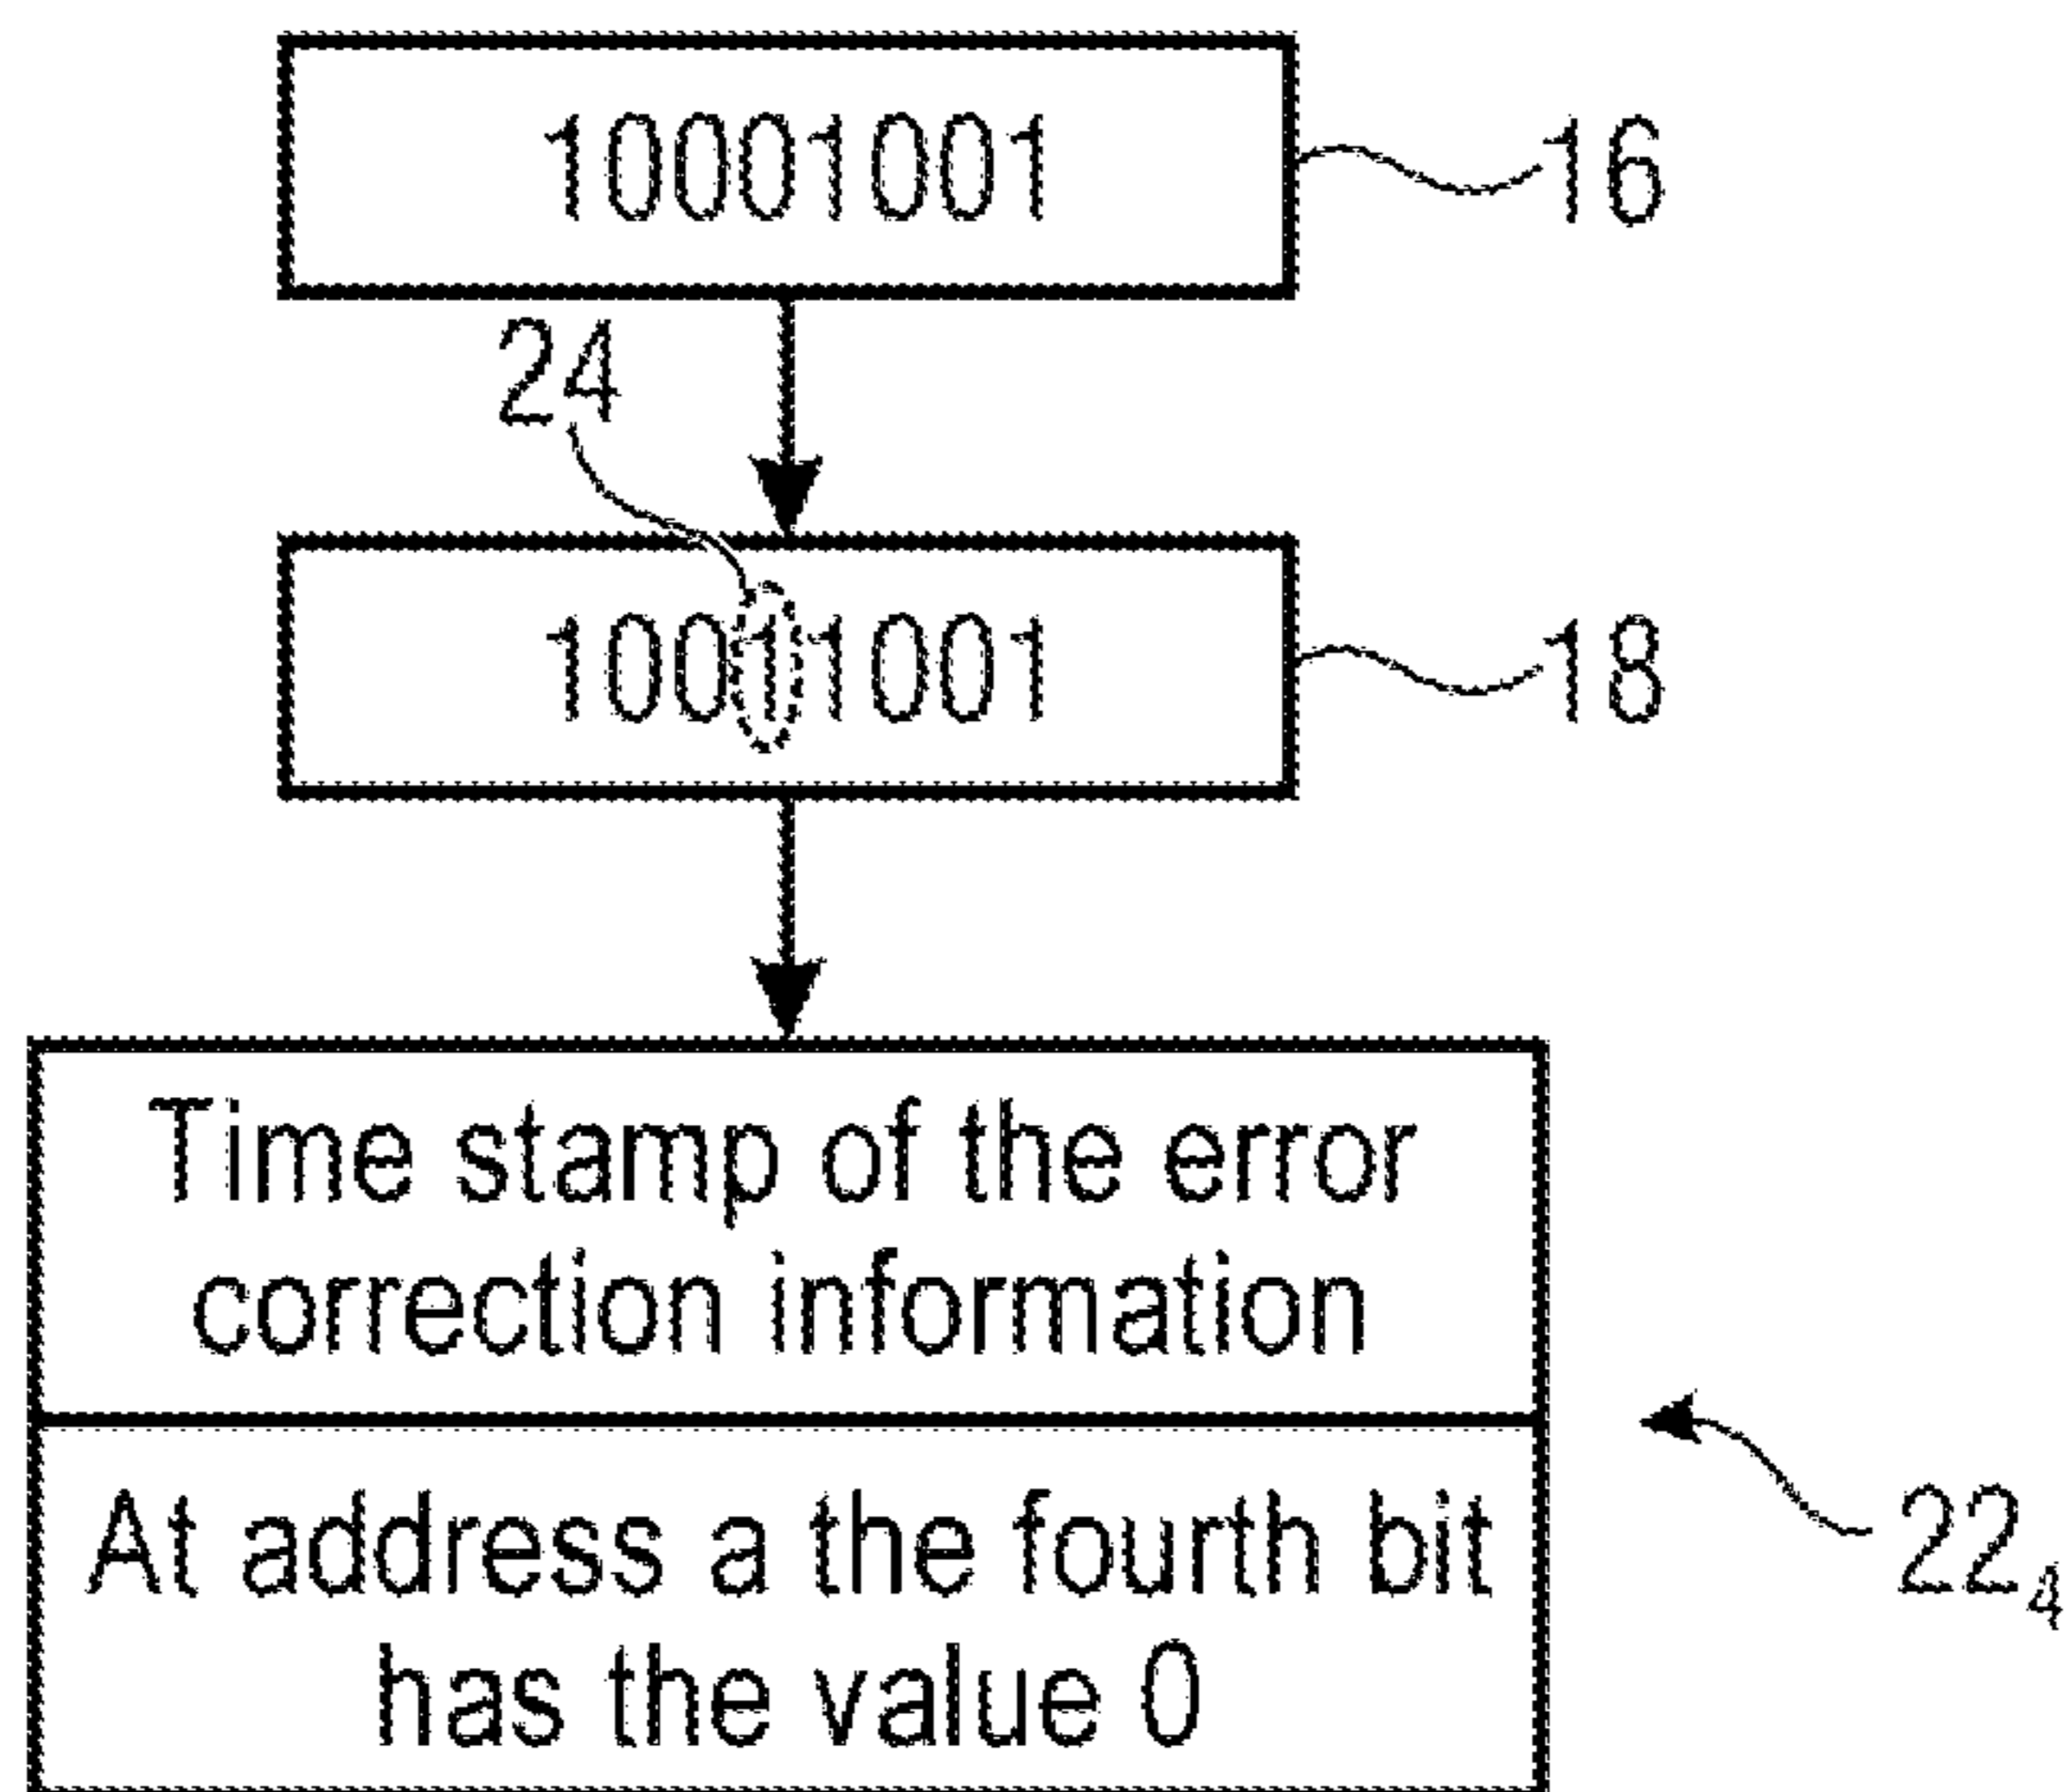 10001001
16
24
10011001
18
Time stamp of the error
correction information
At address a the fourth bit
has the value 0
22₄